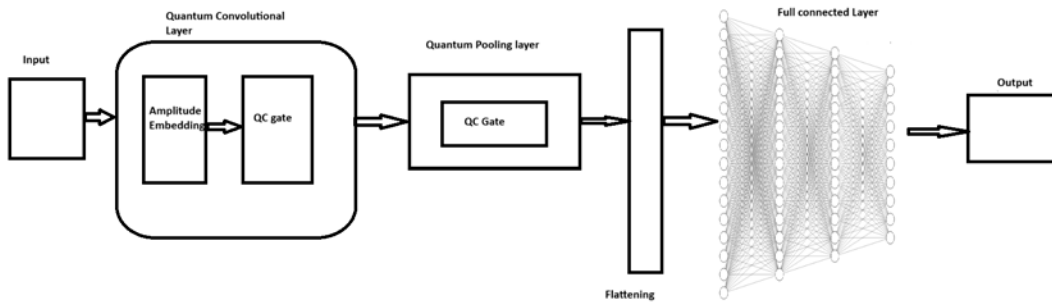 Quantum Convolutional
Layer
Full connected Layer
Quantum Pooling layer
Input
Output
Amplitude
Embedding
QC gate
QC Gate
Flattening